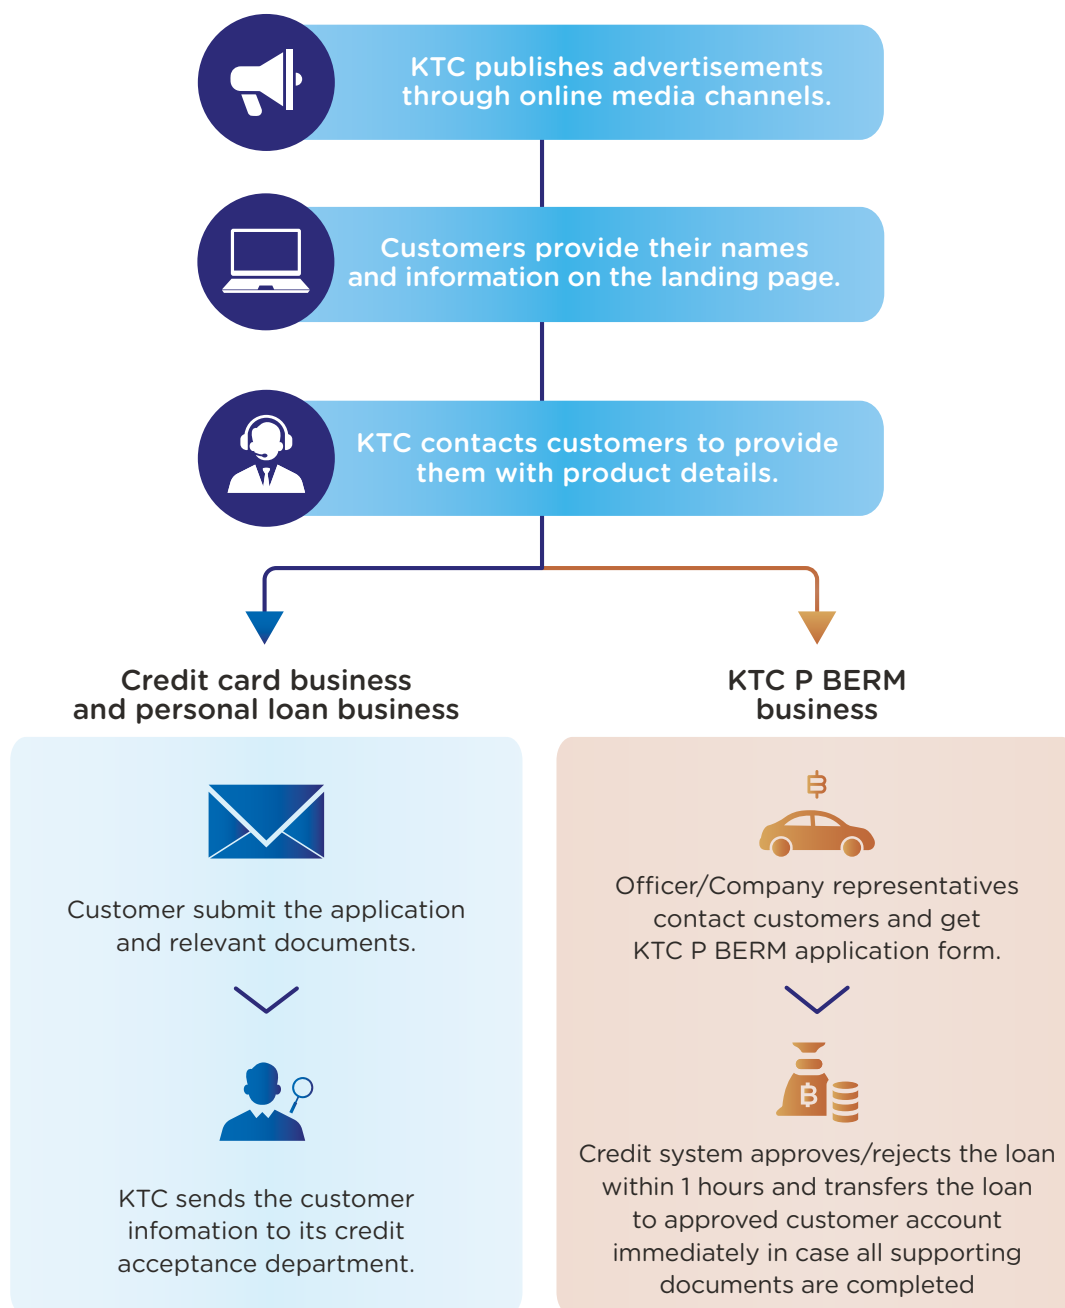 KTC publishes advertisements
through online media channels.
Customers provide their names
and information on the landing page.
KTC contacts customers to provide
them with product details.
Credit card business
and personal loan business
Customer submit the application
and relevant documents.
KTC sends the customer
infomation to its credit
acceptance department.
KTC P BERM
business
฿
Officer/Company representatives
contact customers and get
KTC P BERM application form.
฿
Credit system approves/rejects the loan
within 1 hours and transfers the loan
to approved customer account
immediately in case all supporting
documents are completed